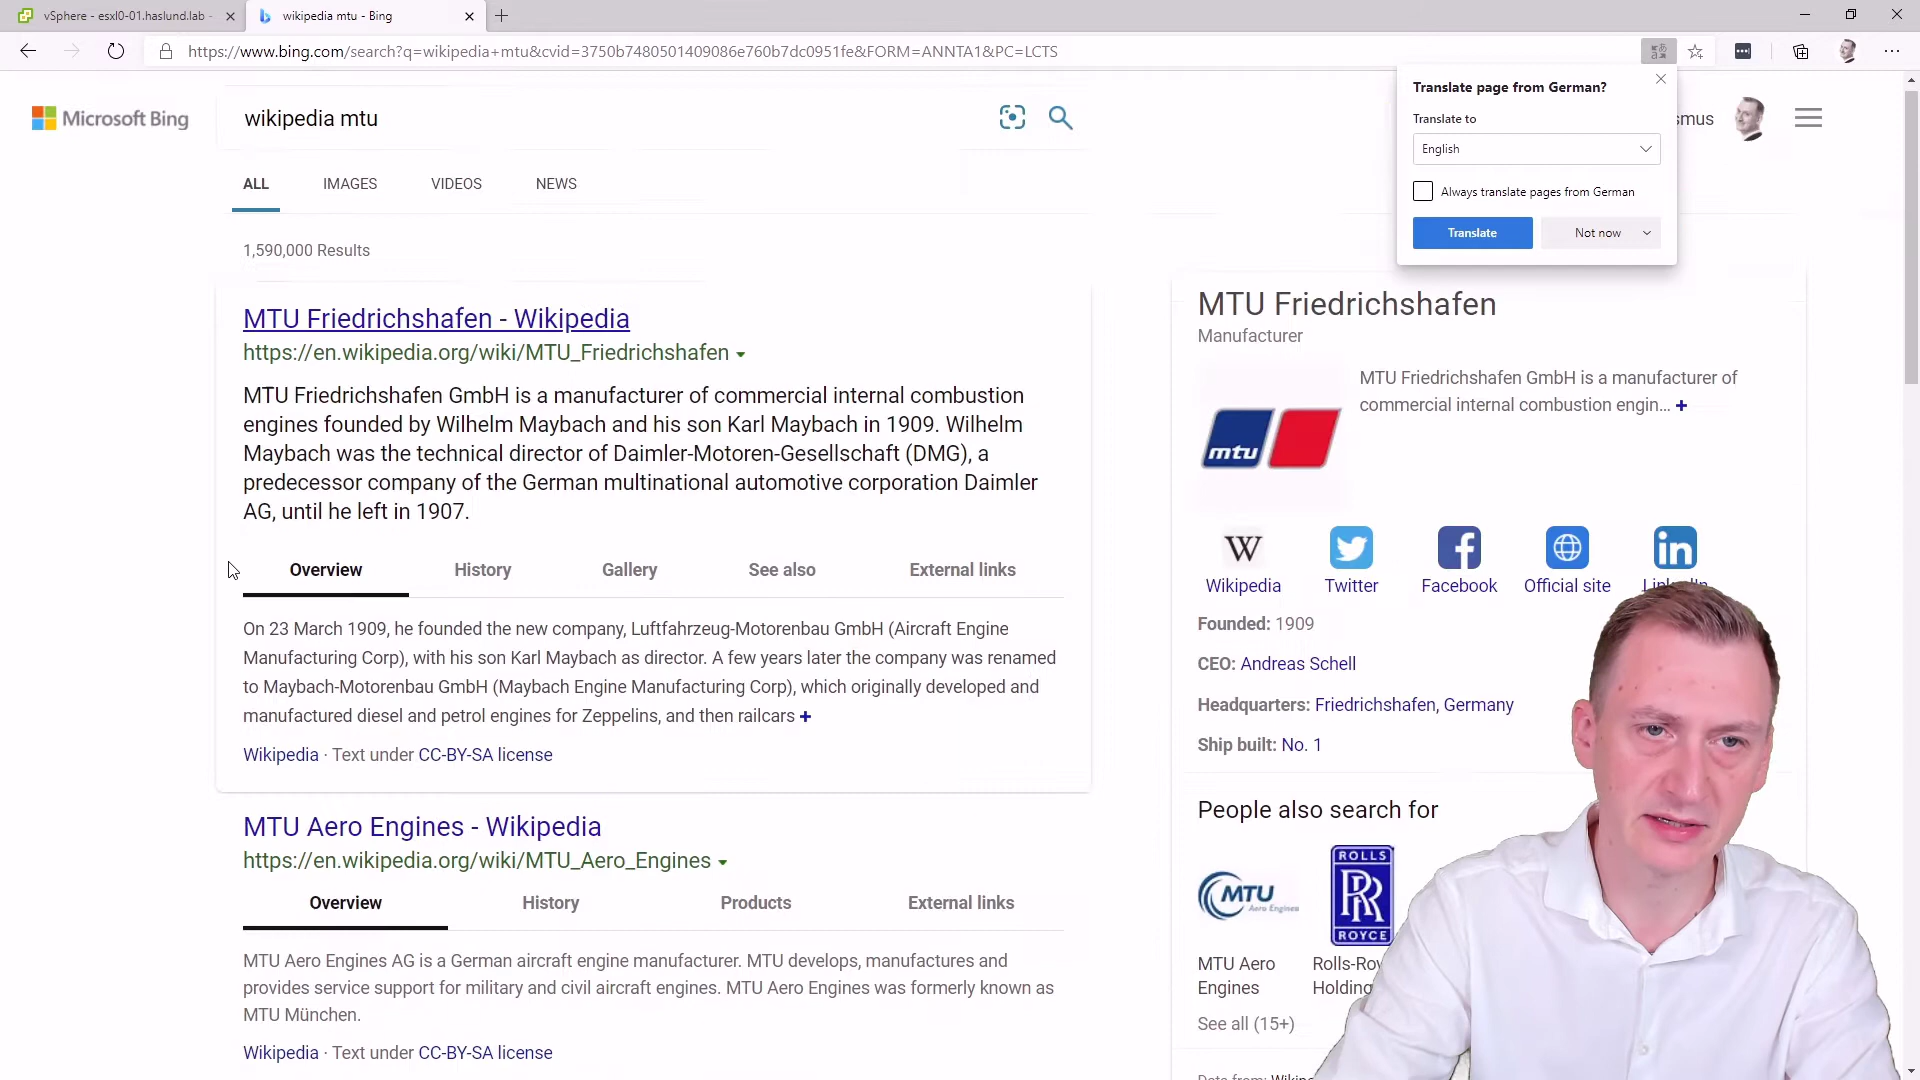 vSphere - esxl0-01.haslund.lab -
wikipedia mtu - Bing
https://www.bing.com/search?q=wikipedia+mtu&cvid=3750b7480501409086e760b7dc0951fe&FORM=ANNTA1&PC=LCTS
Microsoft Bing
wikipedia mtu
smus
Translate page from German?
Translate to
English
Always translate pages from German
Translate
Not now
ALL
IMAGES
VIDEOS
NEWS
1,590,000 Results
MTU Friedrichshafen - Wikipedia
https://en.wikipedia.org/wiki/MTU_Friedrichshafen
MTU Friedrichshafen GmbH is a manufacturer of commercial internal combustion
engines founded by Wilhelm Maybach and his son Karl Maybach in 1909. Wilhelm
Maybach was the technical director of Daimler-Motoren-Gesellschaft (DMG), a
predecessor company of the German multinational automotive corporation Daimler
AG, until he left in 1907.
Overview
History
Gallery
See also
External links
On 23 March 1909, he founded the new company, Luftfahrzeug-Motorenbau GmbH (Aircraft Engine
Manufacturing Corp), with his son Karl Maybach as director. A few years later the company was renamed
to Maybach-Motorenbau GmbH (Maybach Engine Manufacturing Corp), which originally developed and
manufactured diesel and petrol engines for Zeppelins, and then railcars +
Wikipedia · Text under CC-BY-SA license
MTU Aero Engines - Wikipedia
https://en.wikipedia.org/wiki/MTU_Aero_Engines
Overview
History
Products
External links
MTU Aero Engines AG is a German aircraft engine manufacturer. MTU develops, manufactures and
provides service support for military and civil aircraft engines. MTU Aero Engines was formerly known as
MTU München.
Wikipedia · Text under CC-BY-SA license
MTU Friedrichshafen
Manufacturer
mtu
MTU Friedrichshafen GmbH is a manufacturer of
commercial internal combustion engin... +
W
Wikipedia
Twitter
Facebook
Official site
in
LinkedIn
Founded: 1909
CEO: Andreas Schell
Headquarters: Friedrichshafen, Germany
Ship built: No. 1
People also search for
MTU
Aero Engines
ROLLS
RR
ROYCE
MTU Aero
Engines
Rolls-Roy
Holding
See all (15+)
Data from: Wikip